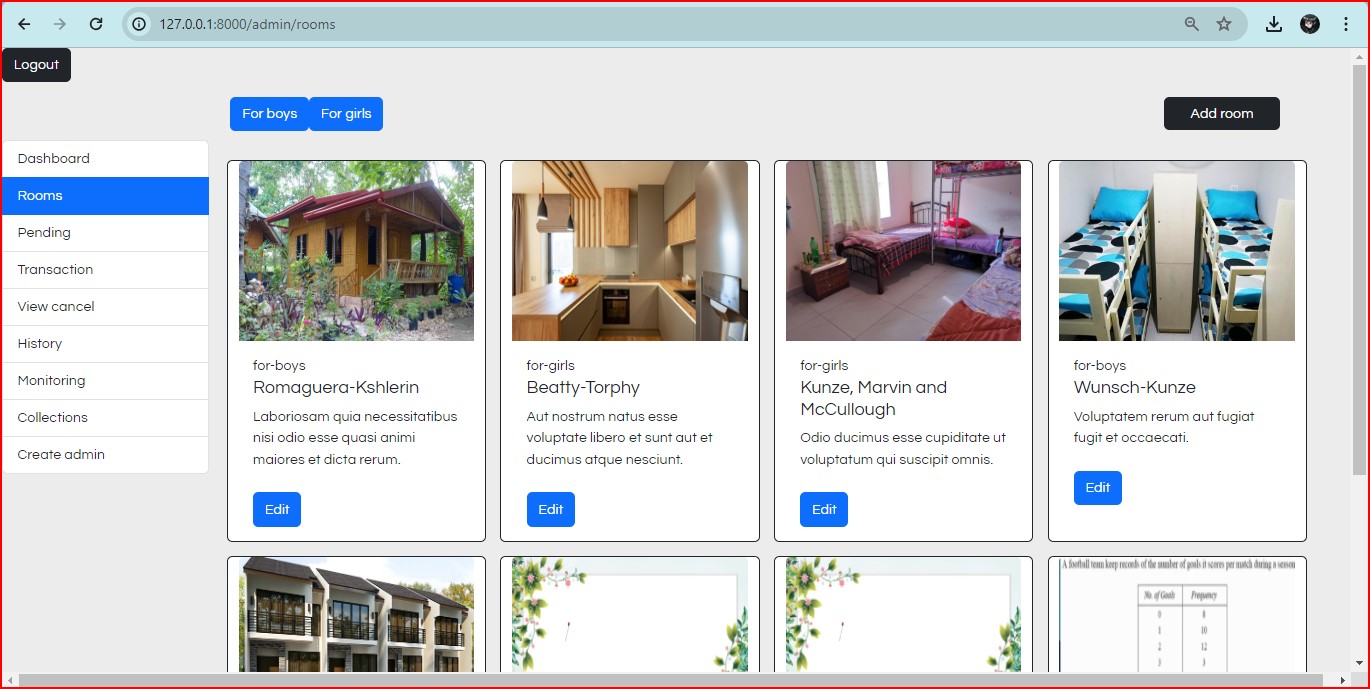 127.0.0.1:8000/admin/rooms
Logout
For boys
For girls
Add room
Dashboard
Rooms
Pending
Transaction
View cancel
History
Monitoring
Collections
Create admin
for-boys
Romaguera-Kshlerin
Laboriosam quia necessitatibus
nisi odio esse quasi animi
maiores et dicta rerum.
Edit
for-girls
Beatty-Torphy
Aut nostrum natus esse
voluptate libero et sunt aut et
ducimus atque nesciunt.
Edit
for-girls
Kunze, Marvin and
McCullough
Odio ducimus esse cupiditate ut
voluptatum qui suscipit omnis.
Edit
for-boys
Wunsch-Kunze
Voluptatem rerum aut fugiat
fugit et occaecati.
Edit
A football team keep records of the number of goals it scores per match during a season
No. of Goals Frequency
0 8
1 10
2 12
3 3